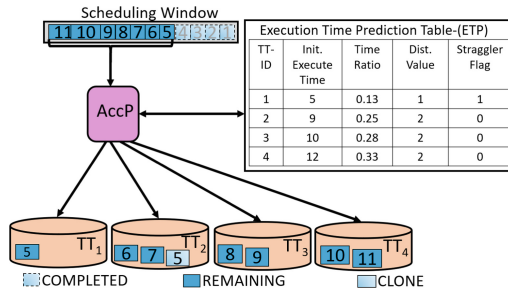 Scheduling Window
11 10 9 8 7 6 5 4 3 2 1
Execution Time Prediction Table-(ETP)
TT-ID Init. Execute Time Time Ratio Dist. Value Straggler Flag
1 5 0.13 1 1
2 9 0.25 2 0
3 10 0.28 2 0
4 12 0.33 2 0
AccP
TT1
5
TT2
6 7 5
TT3
8 9
TT4
10 11
COMPLETED REMAINING CLONE